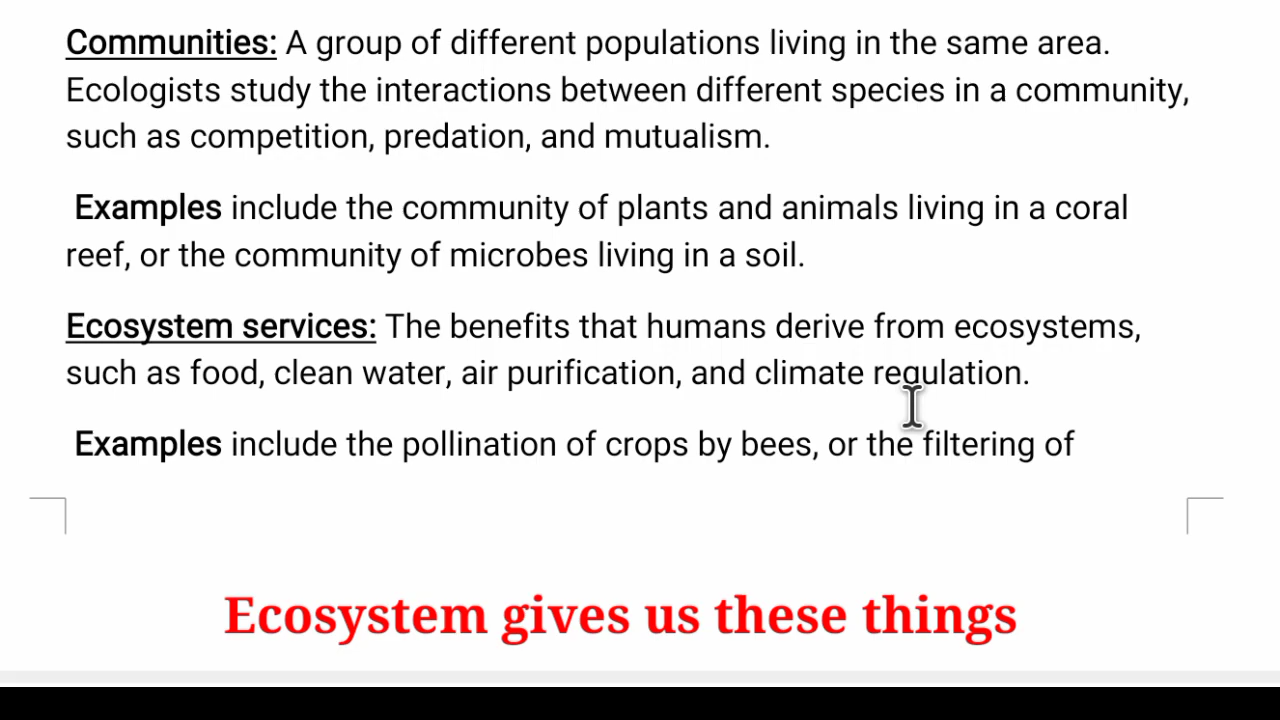 Communities: A group of different populations living in the same area.
Ecologists study the interactions between different species in a community,
such as competition, predation, and mutualism.
Examples include the community of plants and animals living in a coral
reef, or the community of microbes living in a soil.
Ecosystem services: The benefits that humans derive from ecosystems,
such as food, clean water, air purification, and climate regulation.
Examples include the pollination of crops by bees, or the filtering of
Ecosystem gives us these things